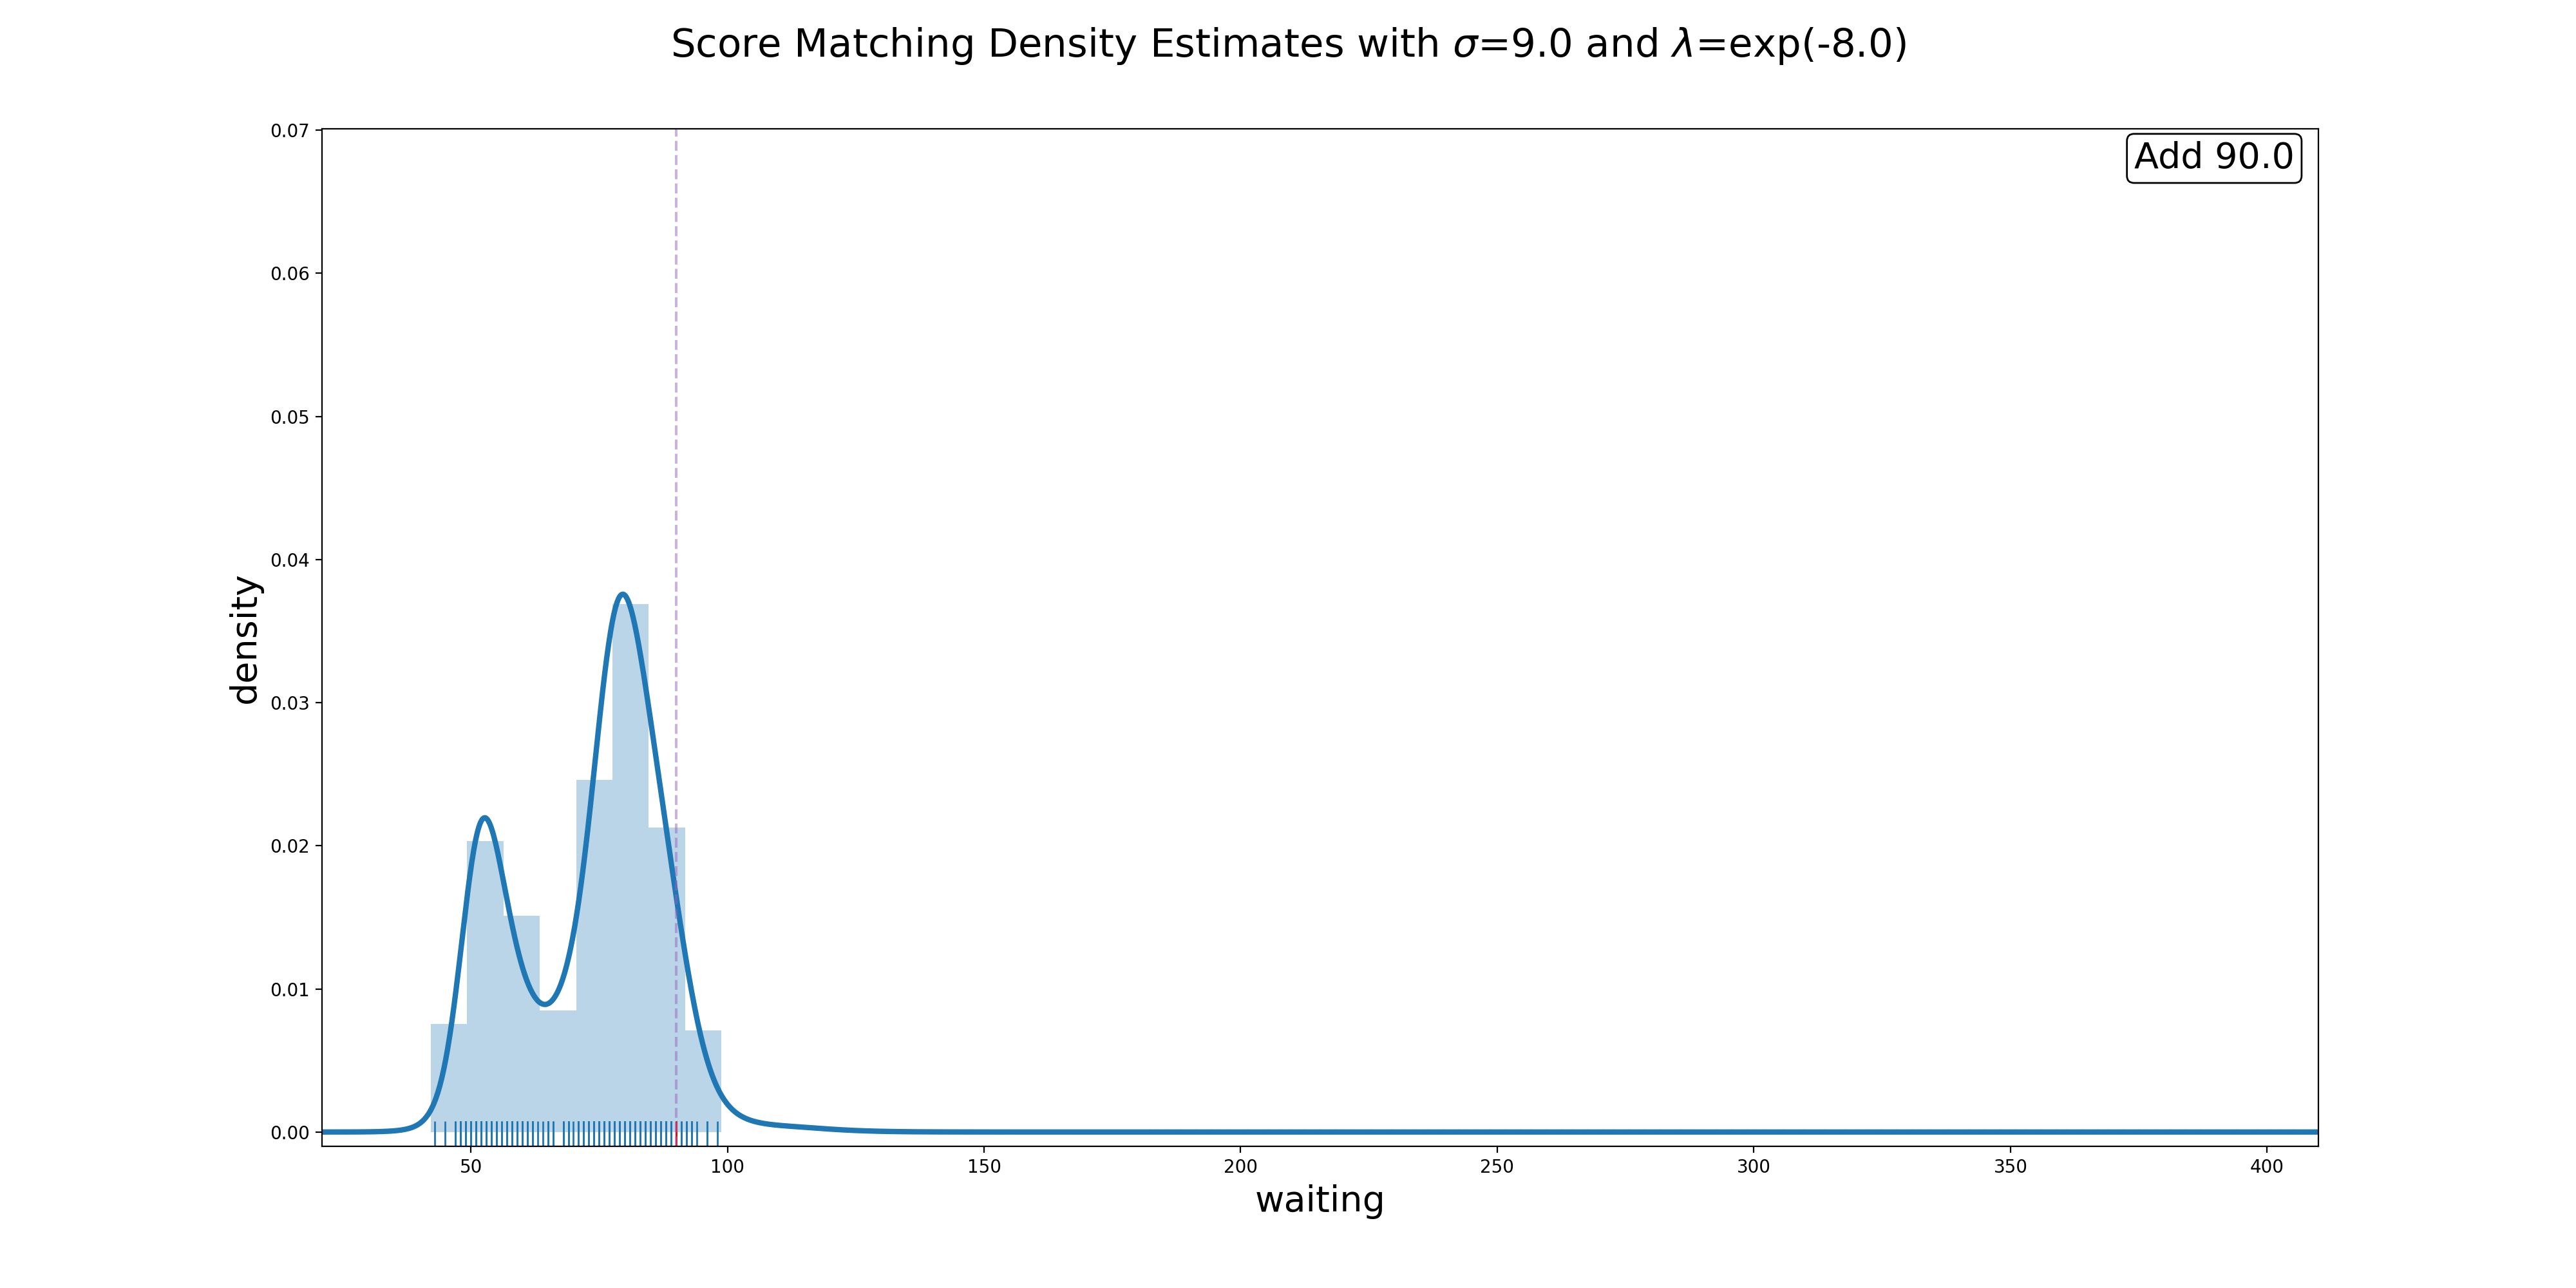 Score Matching Density Estimates with σ=9.0 and λ=exp(-8.0)
Add 90.0
0.07
0.06
0.05
0.04
0.03
0.02
0.01
0.00
density
50 100 150 200 250 300 350 400
waiting